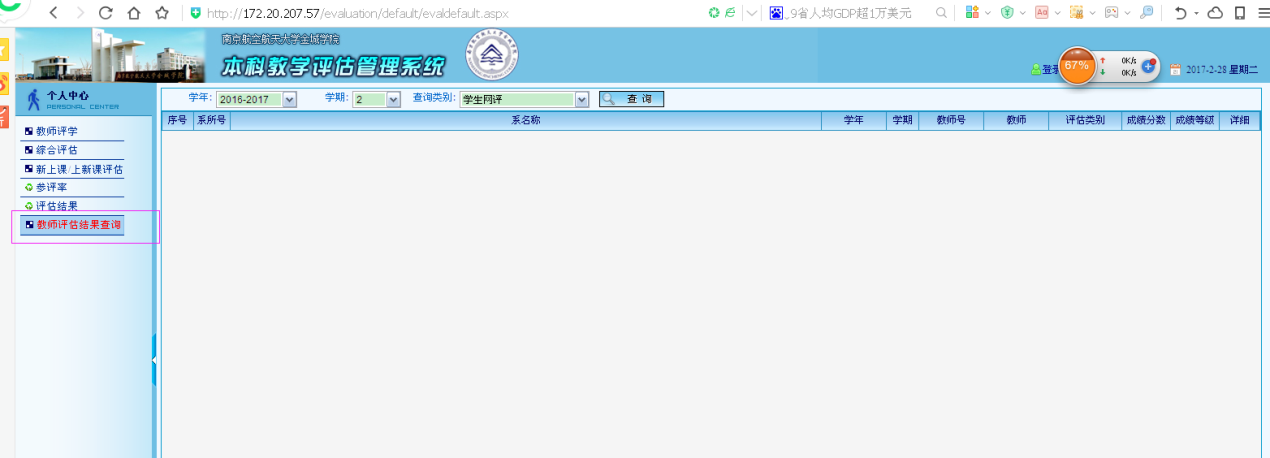 http://172.20.207.57/evaluation/default/evaldefault.aspx
9省人均GDP超1万美元
南京航空航天大学金城学院
本科教学评估管理系统
登录
67%
0K/s
0K/s
2017-2-28 星期二
个人中心
PERSONAL CENTER
教师评学
综合评估
新上课/上新课评估
参评率
评估结果
教师评估结果查询
学年: 2016-2017 学期: 2 查询类别: 学生网评 查 询
序号 系所号 系名称 学年 学期 教师号 教师 评估类别 成绩分数 成绩等级 详细